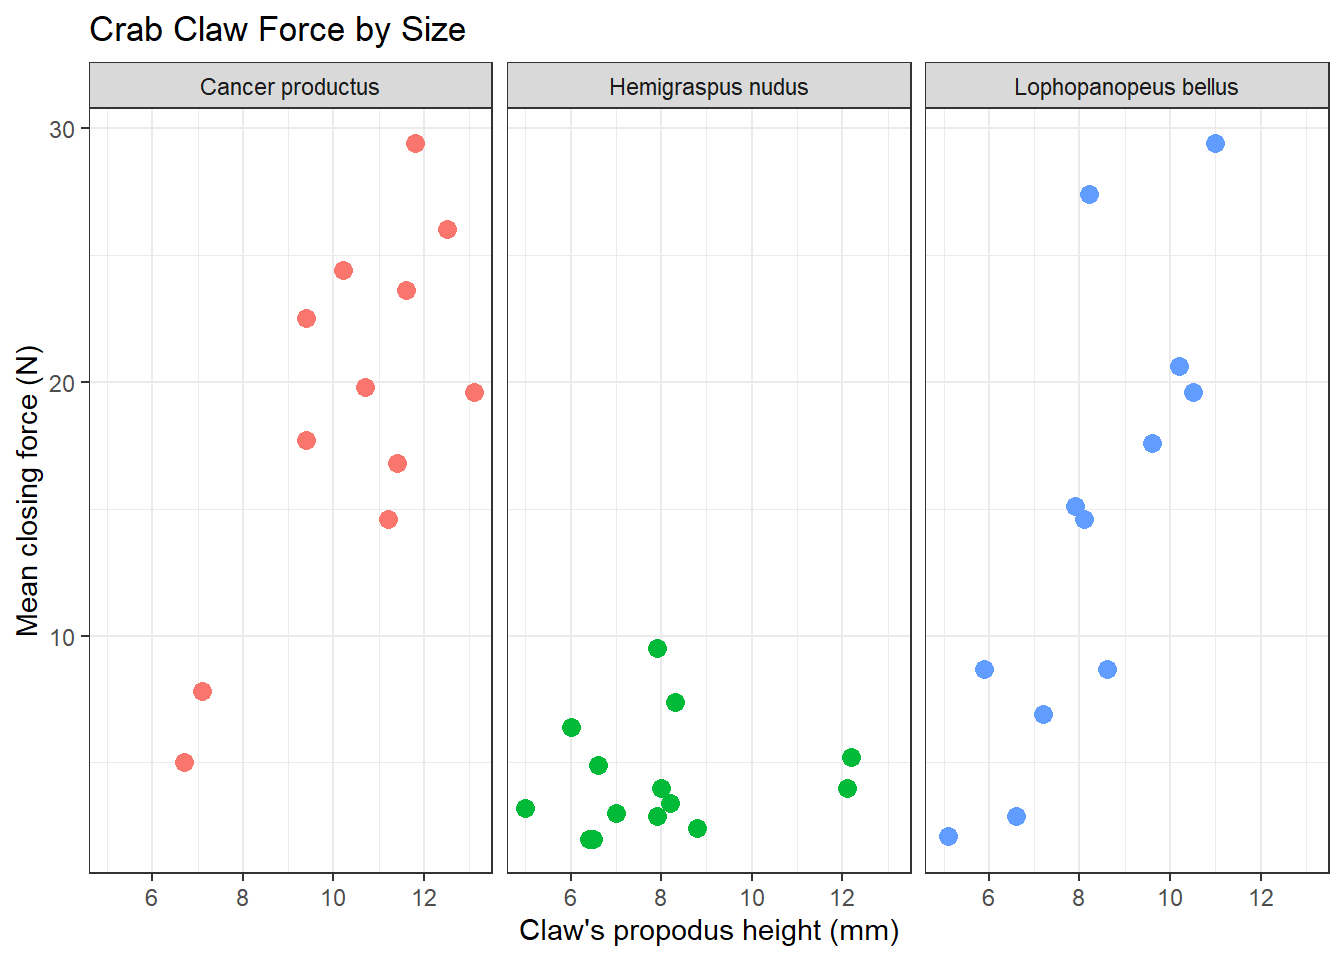 Crab Claw Force by Size
Cancer productus
Hemigraspus nudus
Lophopanopeus bellus
30
20
10
Mean closing force (N)
6 8 10 12
6 8 10 12
6 8 10 12
Claw's propodus height (mm)